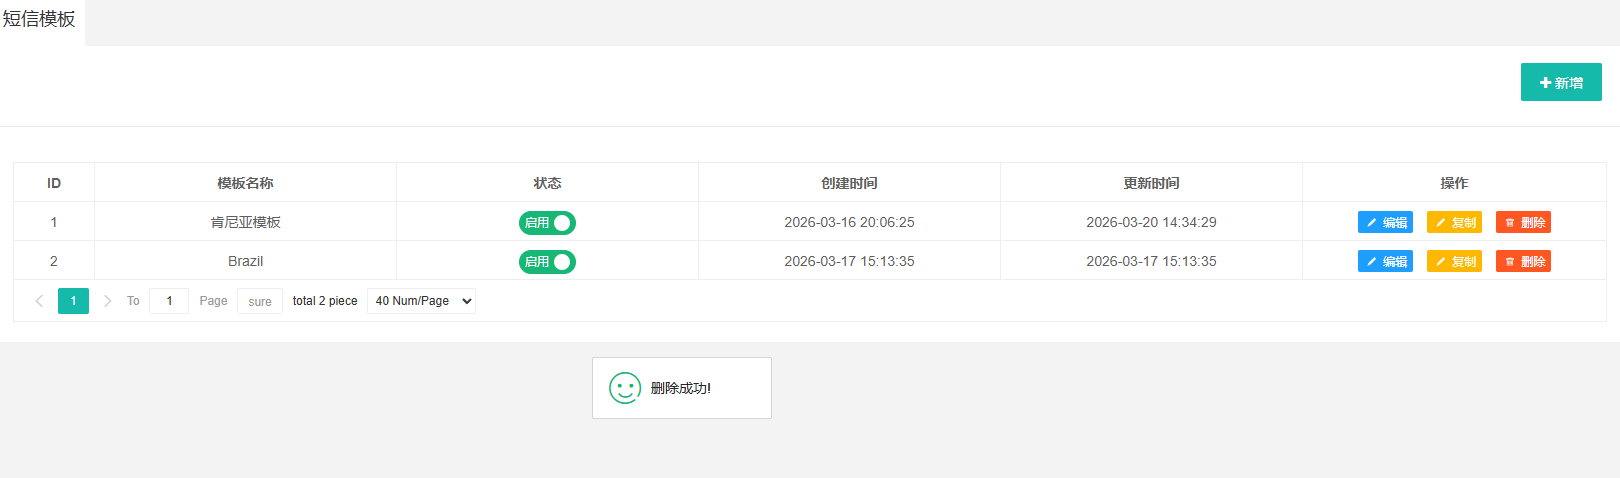 短信模板
新增
ID 模板名称 状态 创建时间 更新时间 操作
1 肯尼亚模板 启用 2026-03-16 20:06:25 2026-03-20 14:34:29 编辑 复制 删除
2 Brazil 启用 2026-03-17 15:13:35 2026-03-17 15:13:35 编辑 复制 删除
1 To 1 Page sure total 2 piece 40 Num/Page
删除成功!